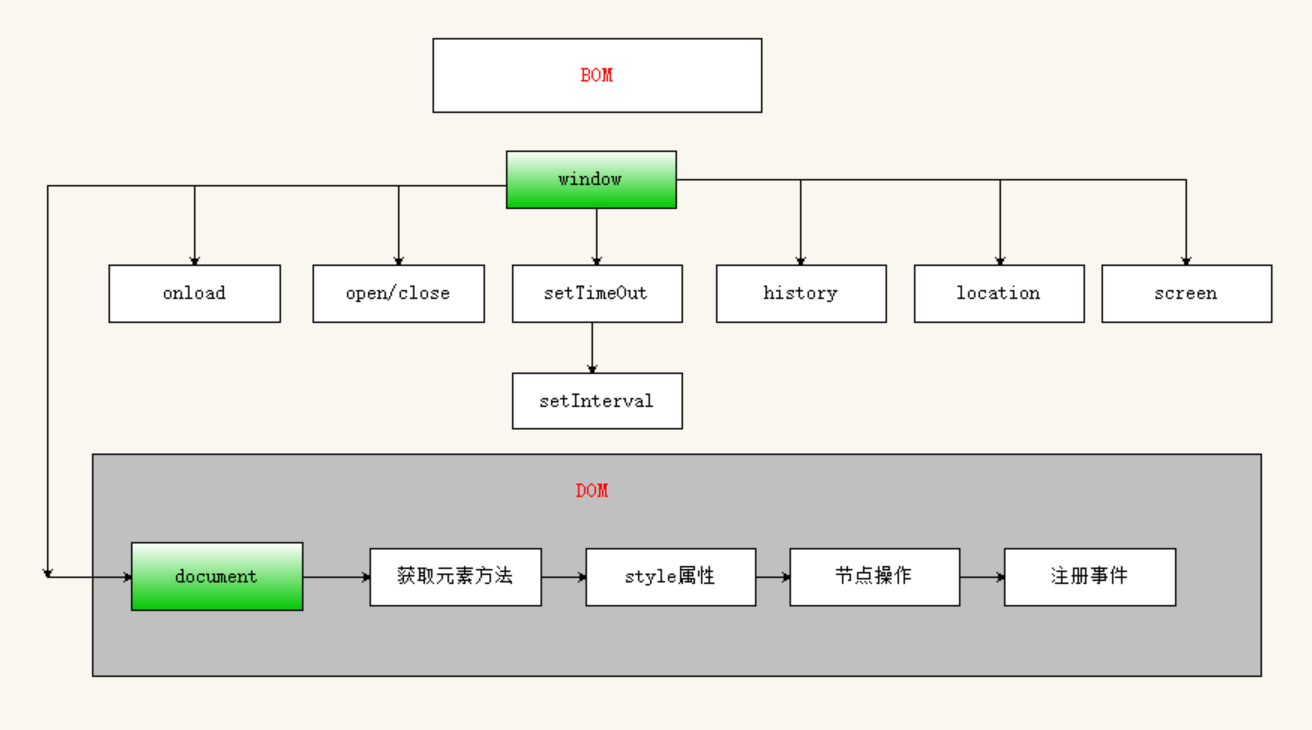 BOM
window
onload
open/close
setTimeOut
history
location
screen
setInterval
DOM
document
获取元素方法
style属性
节点操作
注册事件